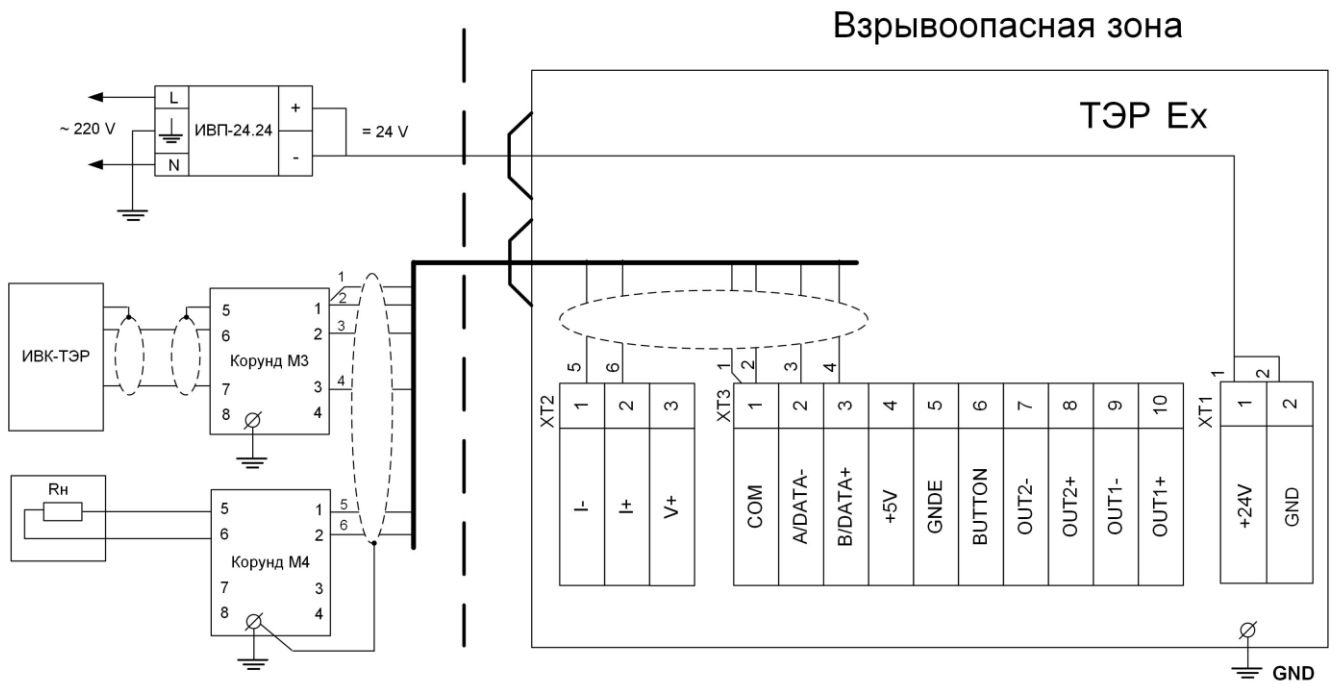 Взрывоопасная зона
ТЭР Ex
~ 220 V
L
N
ИВП-24.24
+
-
= 24 V
ИВК-ТЭР
5
6
7
8
Корунд М3
1
2
3
4
1
2
3
4
Rн
5
6
7
8
Корунд М4
1
2
3
4
5
6
5
6
XT2
1
2
3
I-
I+
V+
1
2
3
4
XT3
1
2
3
4
5
6
7
8
9
10
COM
A/DATA-
B/DATA+
+5V
GNDE
BUTTON
OUT2-
OUT2+
OUT1-
OUT1+
1
2
XT1
1
2
+24V
GND
GND